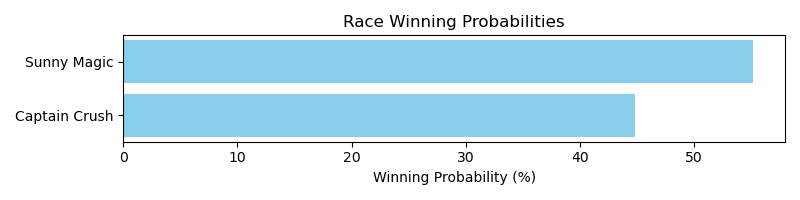 Race Winning Probabilities
Sunny Magic
Captain Crush
0 10 20 30 40 50
Winning Probability (%)